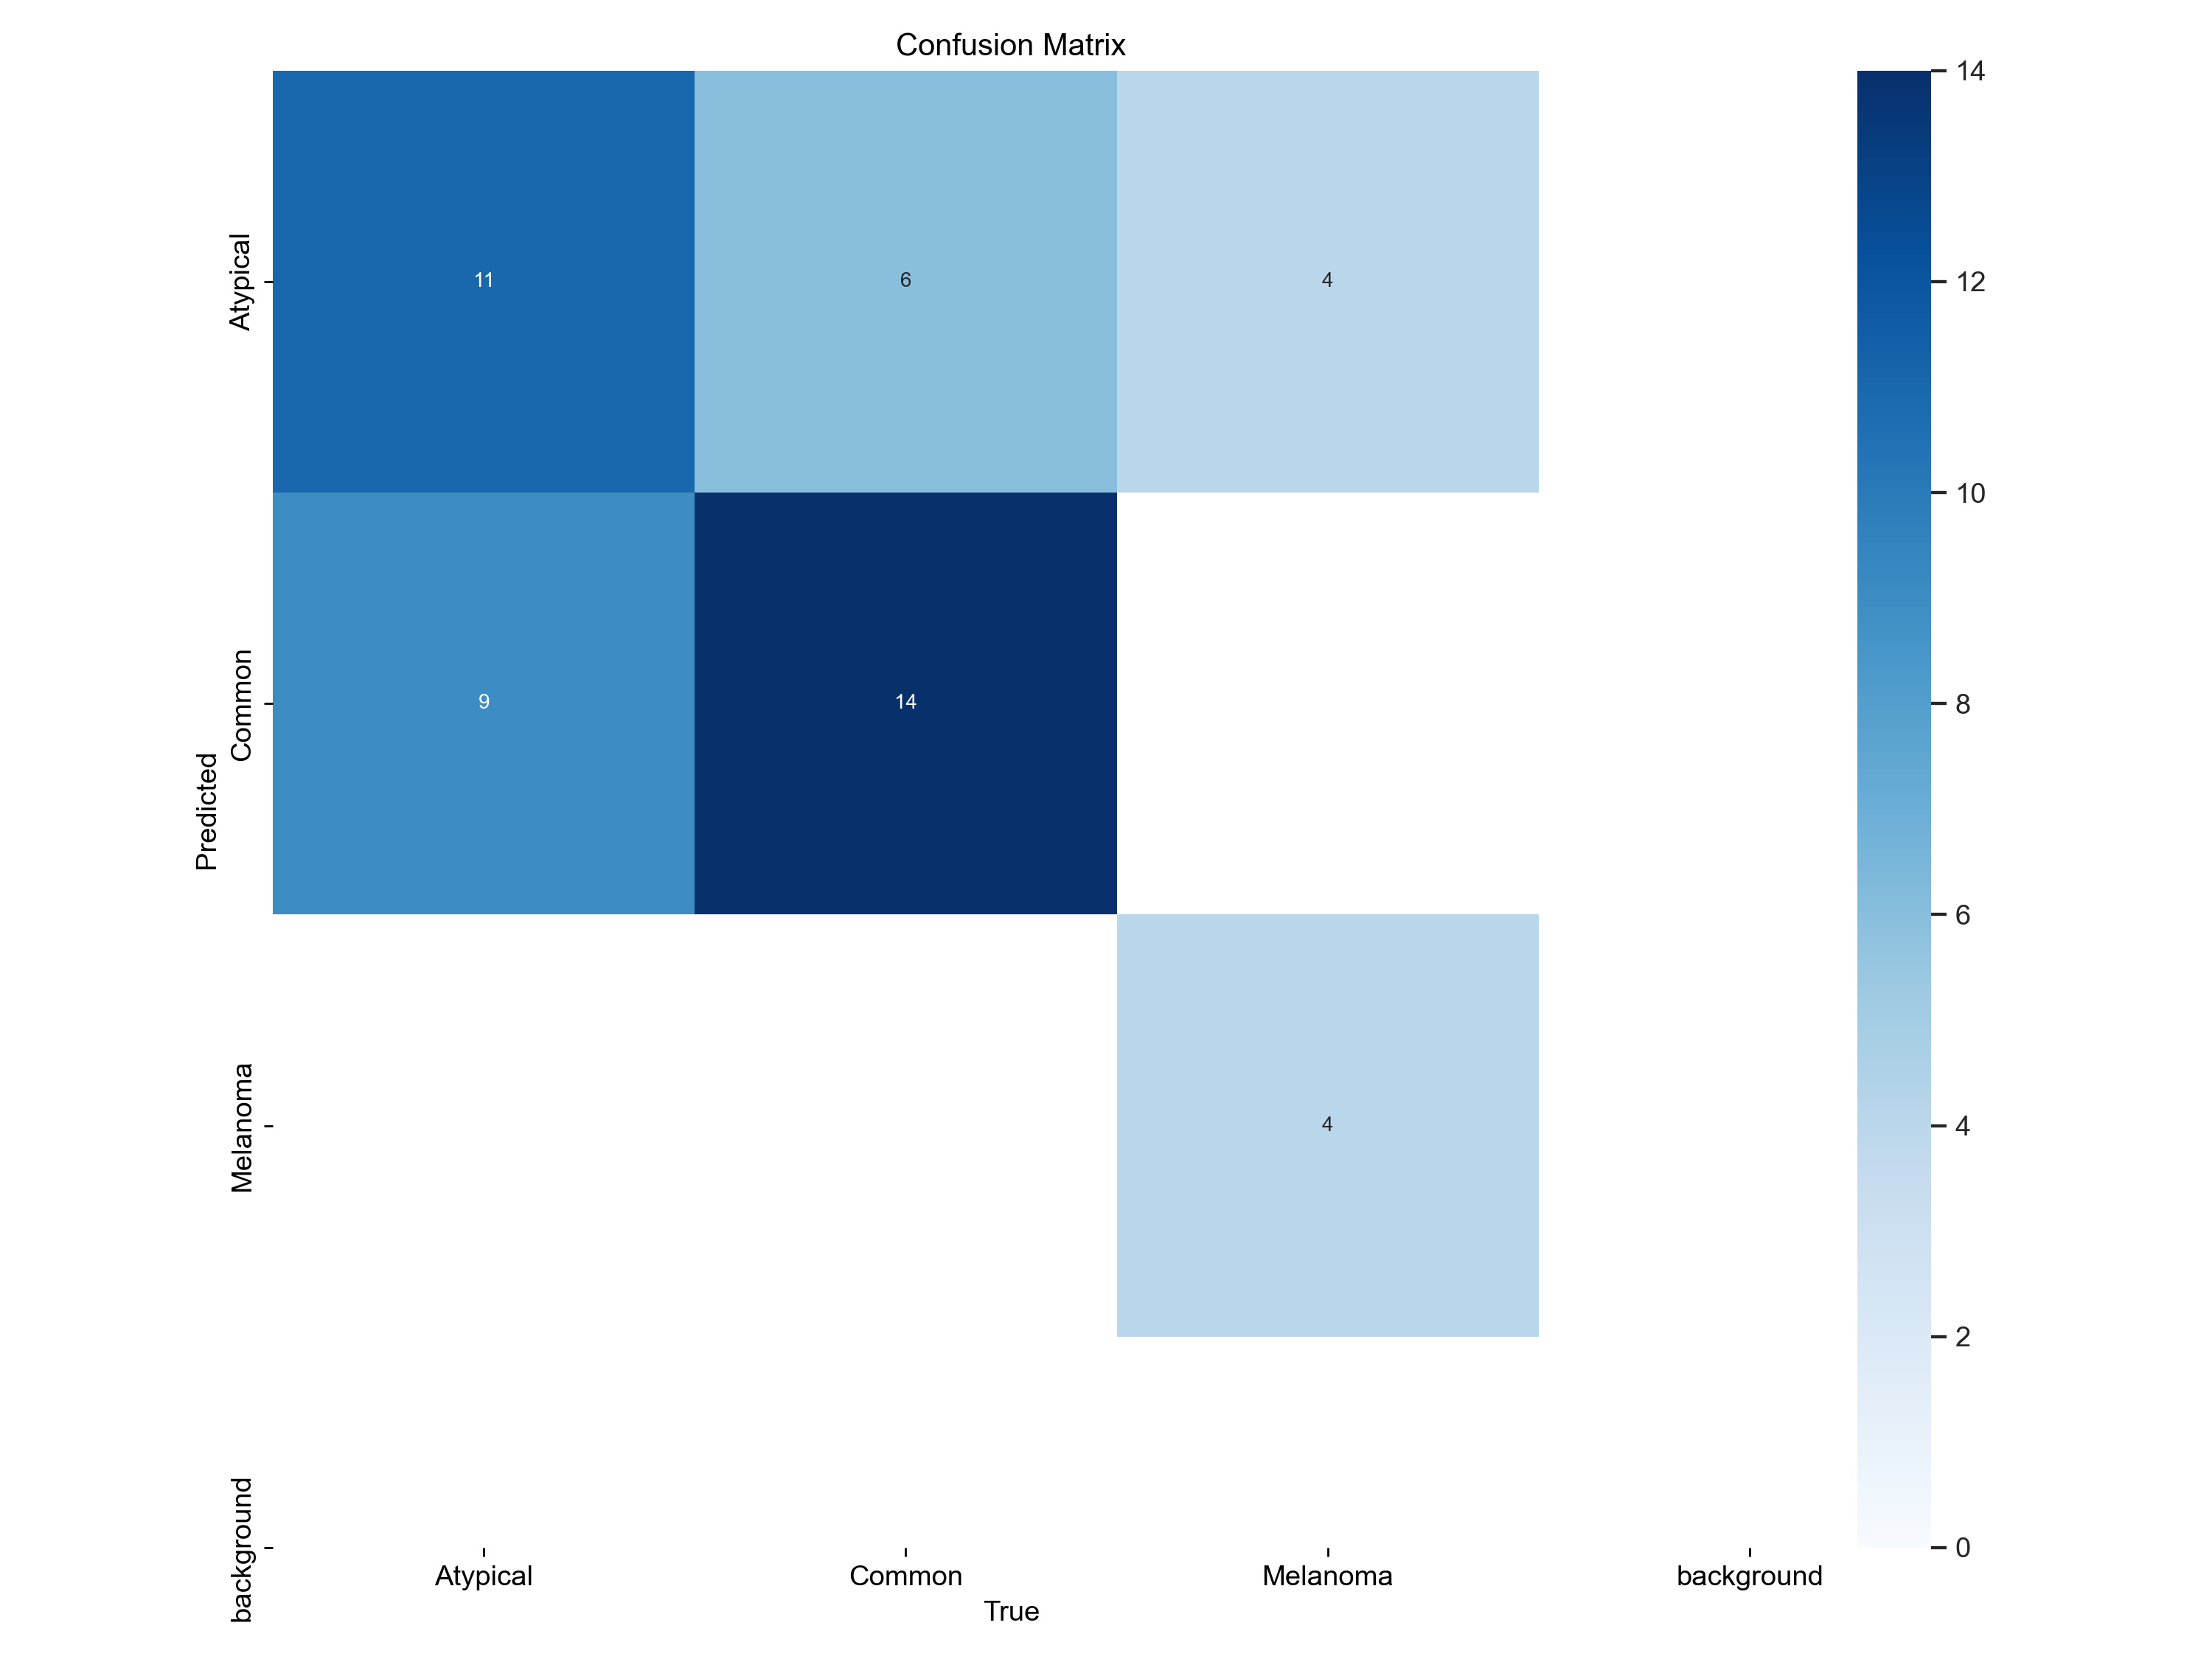 Confusion Matrix
Predicted
Atypical
Common
Melanoma
background
11
6
4
9
14
4
Atypical
Common
Melanoma
background
True
14
12
10
8
6
4
2
0